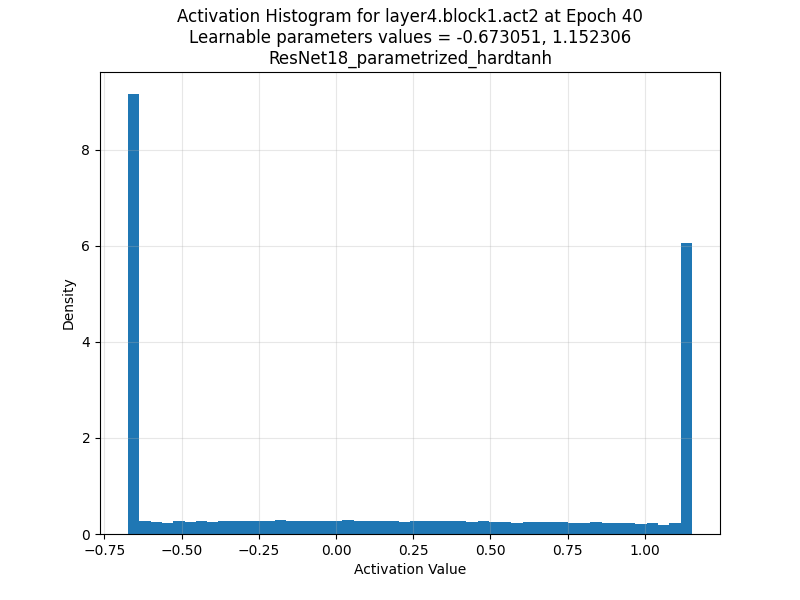 Activation Histogram for layer4.block1.act2 at Epoch 40
Learnable parameters values = -0.673051, 1.152306
ResNet18_parametrized_hardtanh
8
6
4
2
0
Density
−0.75 −0.50 −0.25 0.00 0.25 0.50 0.75 1.00
Activation Value